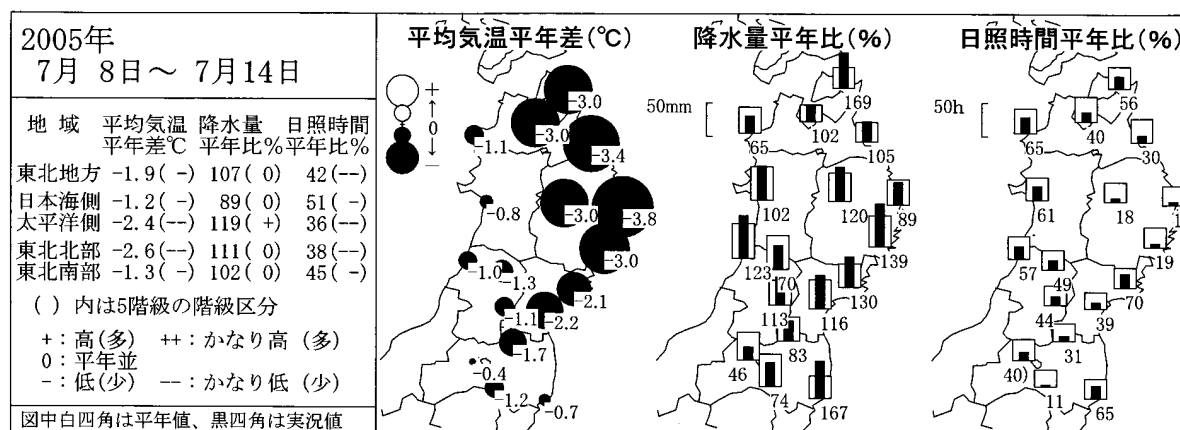 2005年
7月 8日～ 7月14日
地 域 平均気温 降水量 日照時間
平年差℃ 平年比% 平年比%
東北地方 -1.9( -) 107( 0) 42(--)
日本海側 -1.2( -) 89( 0) 51( -)
太平洋側 -2.4(--) 119( +) 36(--)
東北北部 -2.6(--) 111( 0) 38(--)
東北南部 -1.3( -) 102( 0) 45( -)
( ) 内は5階級の階級区分
+：高(多) ++：かなり高 (多)
0：平年並
-：低(少) --：かなり低 (少)
図中白四角は平年値、黒四角は実況値
平均気温平年差(℃)
+
↑
0
↓
-
-3.0
-3.0
-1.1
-3.4
-0.8
-3.0
-3.8
-3.0
-1.0
-1.3
-2.1
-1.1
-2.2
-1.7
-0.4
-1.2
-0.7
降水量平年比(%)
50mm
169
102
65
105
102
120
89
139
123
70
130
113
116
83
46
74
167
日照時間平年比(%)
50h
56
40
65
30
61
18
19
57
49
70
44
39
31
40)
11
65